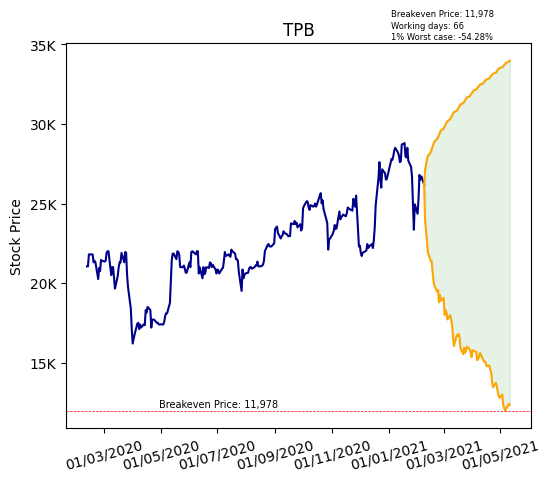 Breakeven Price: 11,978
Working days: 66
1% Worst case: -54.28%
TPB
35K
30K
25K
20K
15K
Stock Price
Breakeven Price: 11,978
01/03/2020 01/05/2020 01/07/2020 01/09/2020 01/11/2020 01/01/2021 01/03/2021 01/05/2021